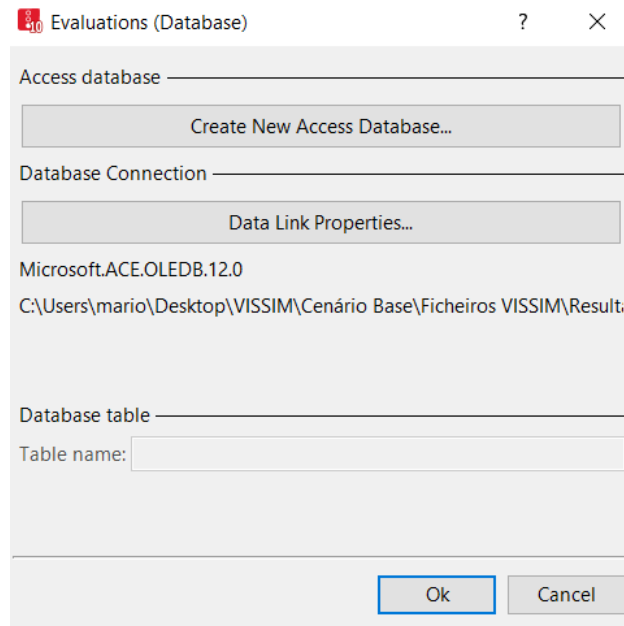 Evaluations (Database)
Access database
Create New Access Database...
Database Connection
Data Link Properties...
Microsoft.ACE.OLEDB.12.0
C:\Users\mario\Desktop\VISSIM\Cenário Base\Ficheiros VISSIM\Result
Database table
Table name:
Ok
Cancel